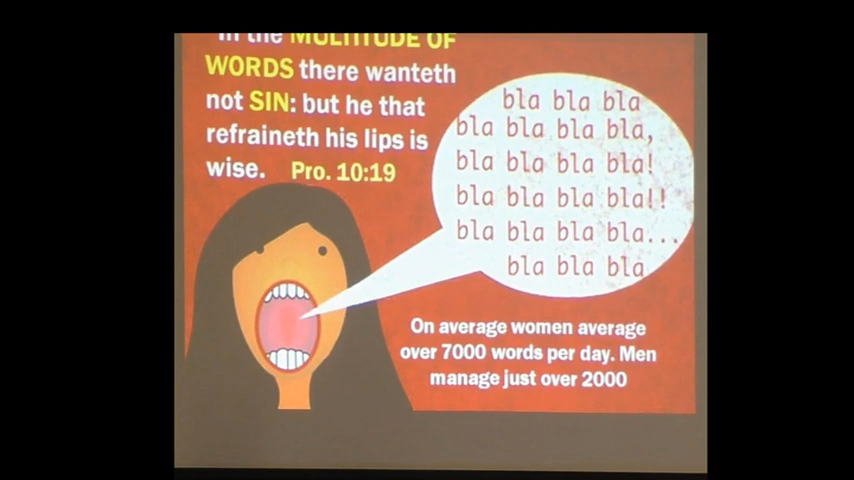 In the MULTITUDE OF
WORDS there wanteth
not SIN: but he that
refraineth his lips is
wise. Pro. 10:19
bla bla bla
bla bla bla bla,
bla bla bla bla!
bla bla bla bla!!
bla bla bla bla...
bla bla bla
On average women average
over 7000 words per day. Men
manage just over 2000